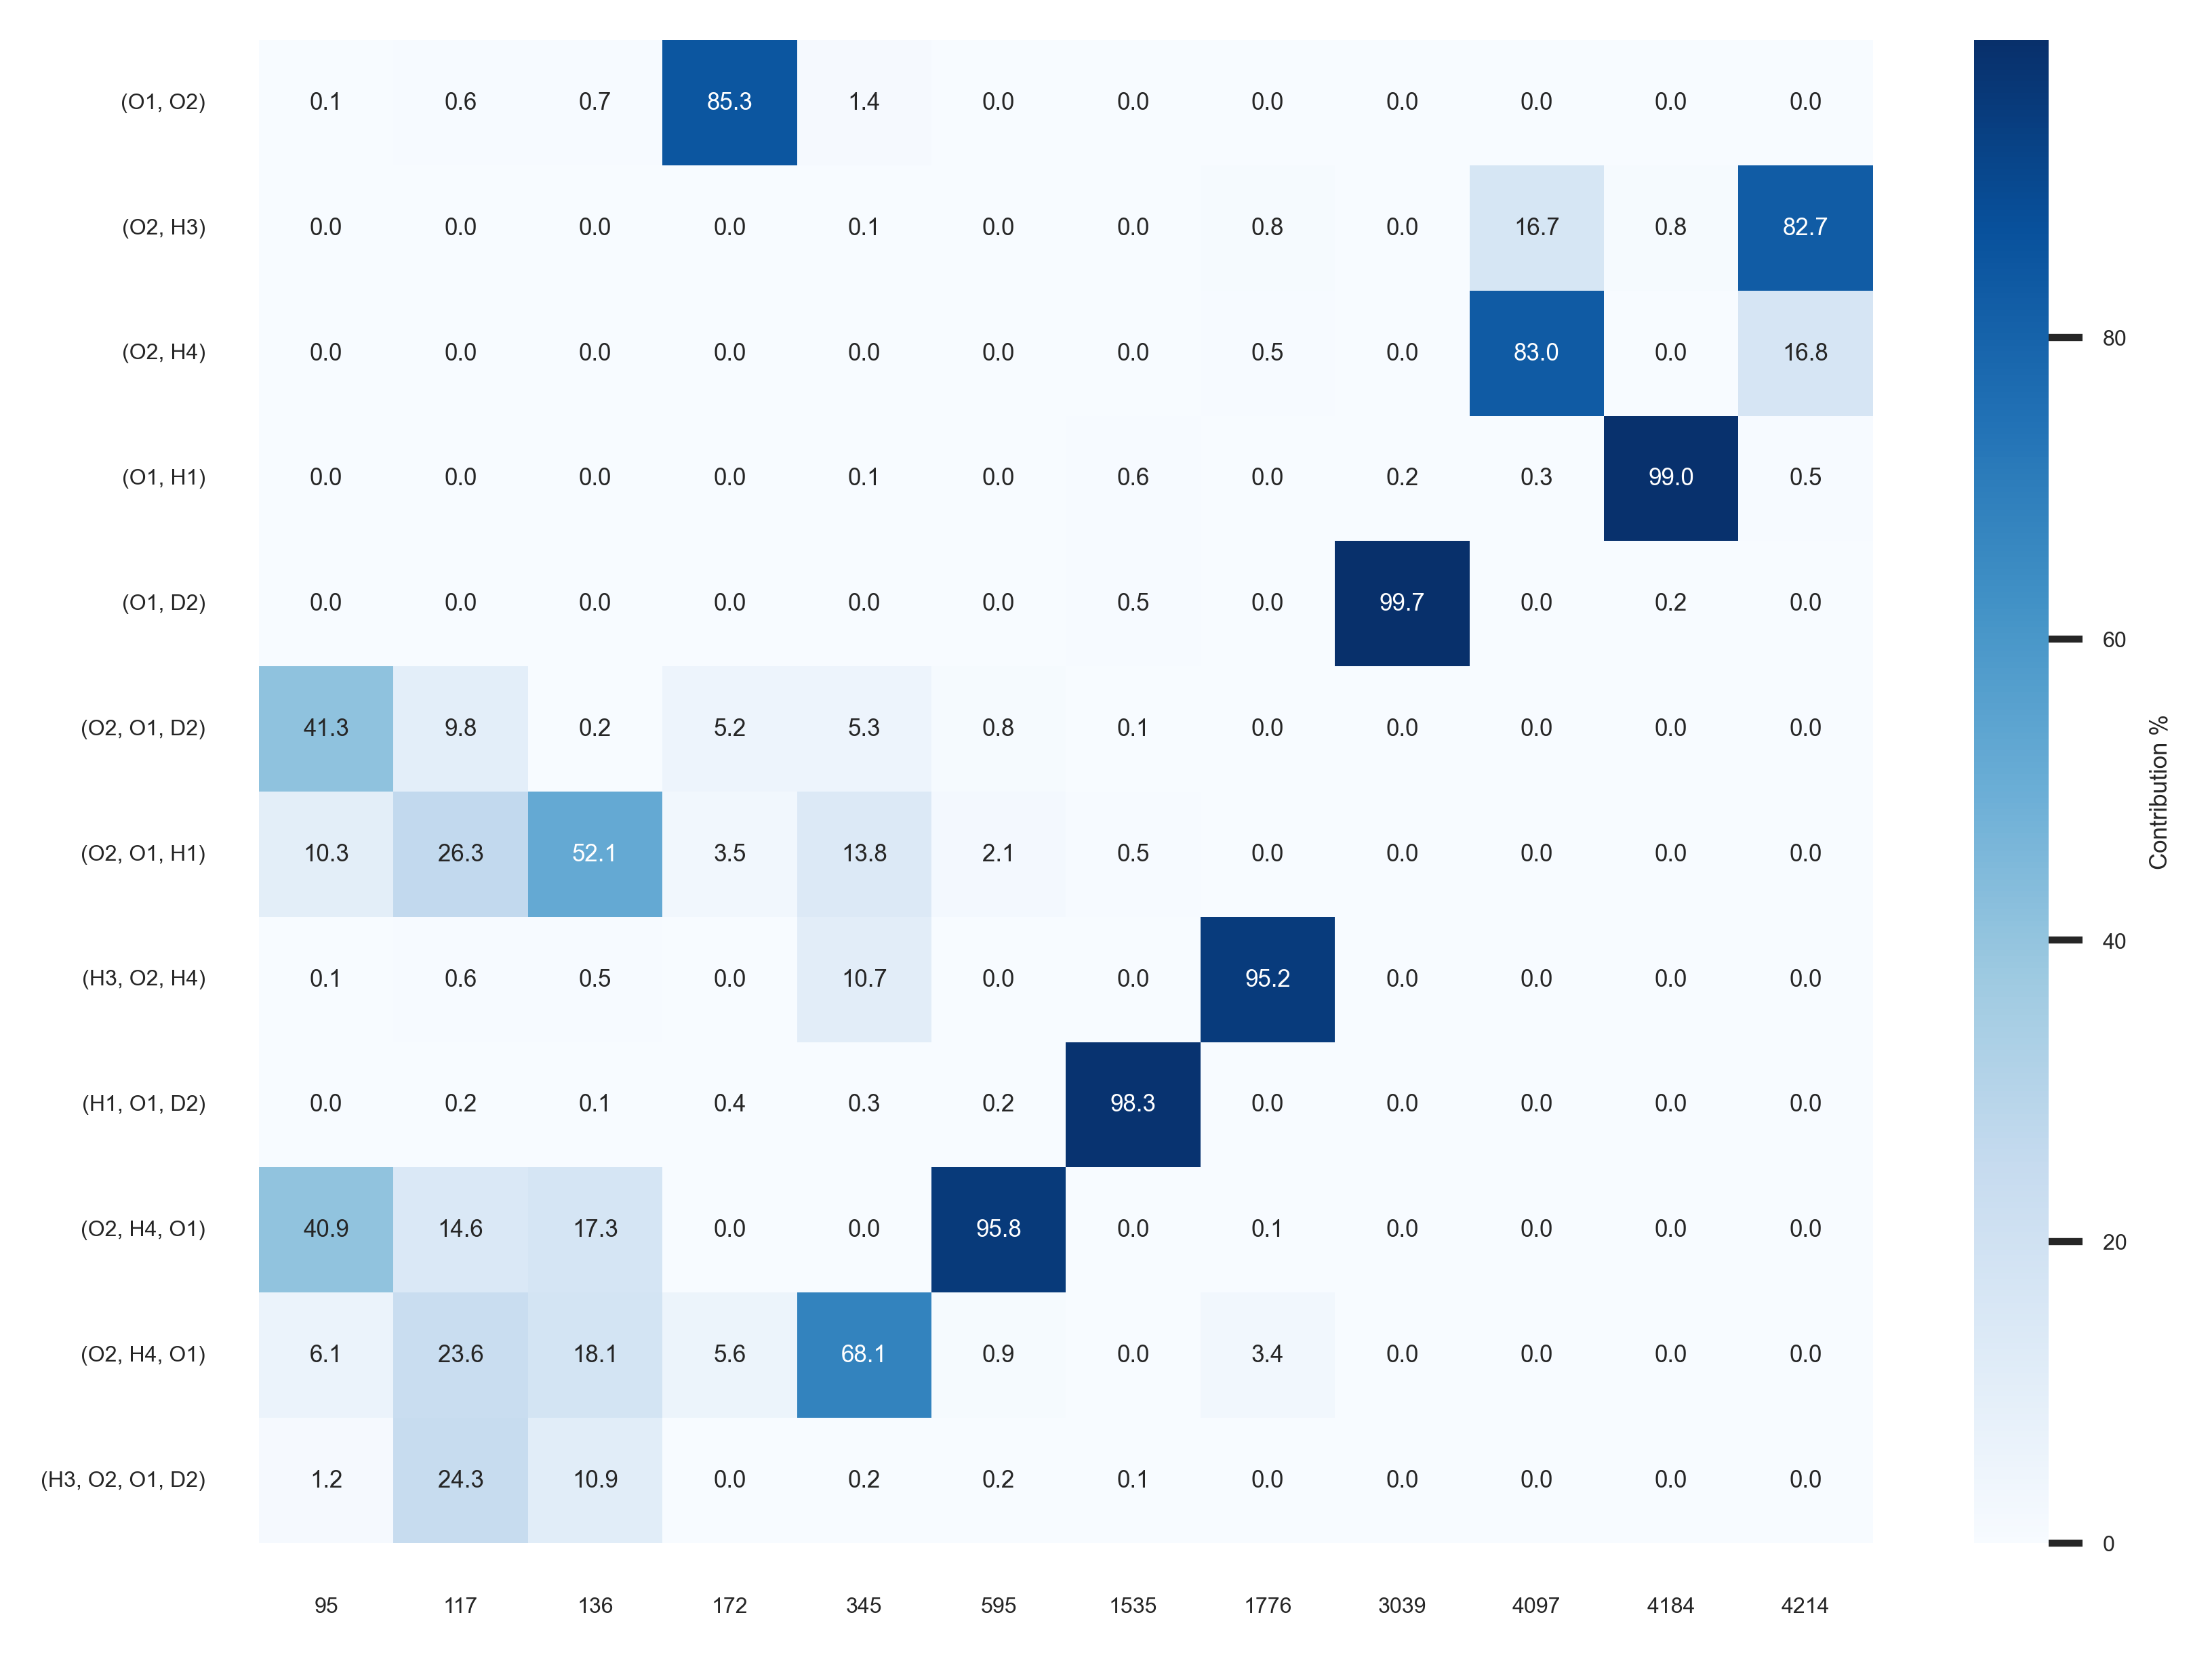 (O1, O2) 0.1 0.6 0.7 85.3 1.4 0.0 0.0 0.0 0.0 0.0 0.0 0.0
(O2, H3) 0.0 0.0 0.0 0.0 0.1 0.0 0.0 0.8 0.0 16.7 0.8 82.7
(O2, H4) 0.0 0.0 0.0 0.0 0.0 0.0 0.0 0.5 0.0 83.0 0.0 16.8
80
(O1, H1) 0.0 0.0 0.0 0.0 0.1 0.0 0.6 0.0 0.2 0.3 99.0 0.5
(O1, D2) 0.0 0.0 0.0 0.0 0.0 0.0 0.5 0.0 99.7 0.0 0.2 0.0
60
(O2, O1, D2) 41.3 9.8 0.2 5.2 5.3 0.8 0.1 0.0 0.0 0.0 0.0 0.0
Contribution %
(O2, O1, H1) 10.3 26.3 52.1 3.5 13.8 2.1 0.5 0.0 0.0 0.0 0.0 0.0
40
(H3, O2, H4) 0.1 0.6 0.5 0.0 10.7 0.0 0.0 95.2 0.0 0.0 0.0 0.0
(H1, O1, D2) 0.0 0.2 0.1 0.4 0.3 0.2 98.3 0.0 0.0 0.0 0.0 0.0
(O2, H4, O1) 40.9 14.6 17.3 0.0 0.0 95.8 0.0 0.1 0.0 0.0 0.0 0.0
20
(O2, H4, O1) 6.1 23.6 18.1 5.6 68.1 0.9 0.0 3.4 0.0 0.0 0.0 0.0
(H3, O2, O1, D2) 1.2 24.3 10.9 0.0 0.2 0.2 0.1 0.0 0.0 0.0 0.0 0.0
0
95 117 136 172 345 595 1535 1776 3039 4097 4184 4214